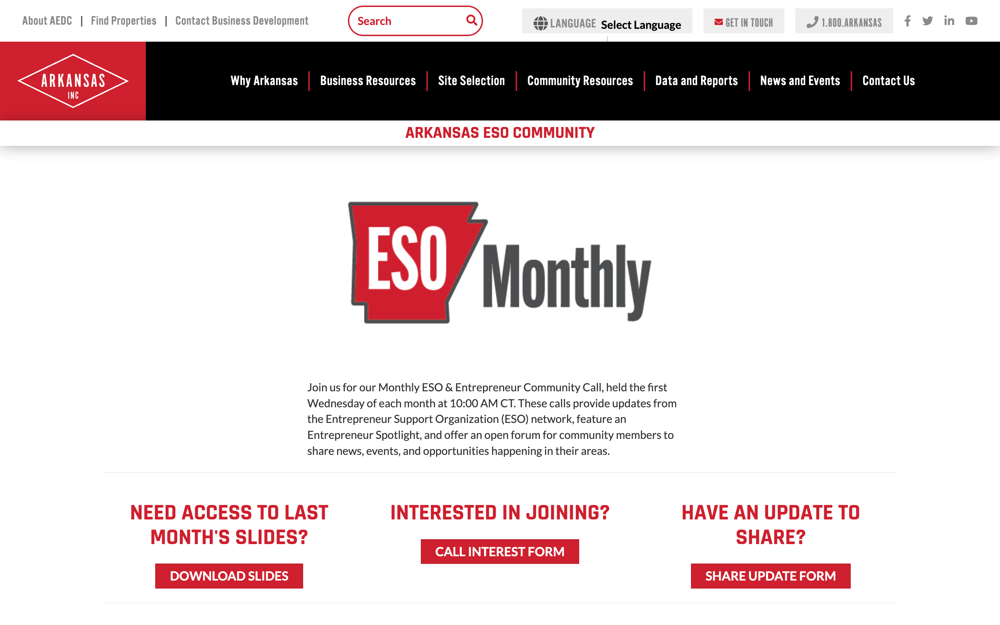 About AEDC | Find Properties | Contact Business Development
Search
LANGUAGE Select Language
GET IN TOUCH
1.800.ARKANSAS
ARKANSAS
INC
Why Arkansas
Business Resources
Site Selection
Community Resources
Data and Reports
News and Events
Contact Us
ARKANSAS ESO COMMUNITY
ESO Monthly
Join us for our Monthly ESO & Entrepreneur Community Call, held the first
Wednesday of each month at 10:00 AM CT. These calls provide updates from
the Entrepreneur Support Organization (ESO) network, feature an
Entrepreneur Spotlight, and offer an open forum for community members to
share news, events, and opportunities happening in their areas.
NEED ACCESS TO LAST
MONTH'S SLIDES?
DOWNLOAD SLIDES
INTERESTED IN JOINING?
CALL INTEREST FORM
HAVE AN UPDATE TO
SHARE?
SHARE UPDATE FORM